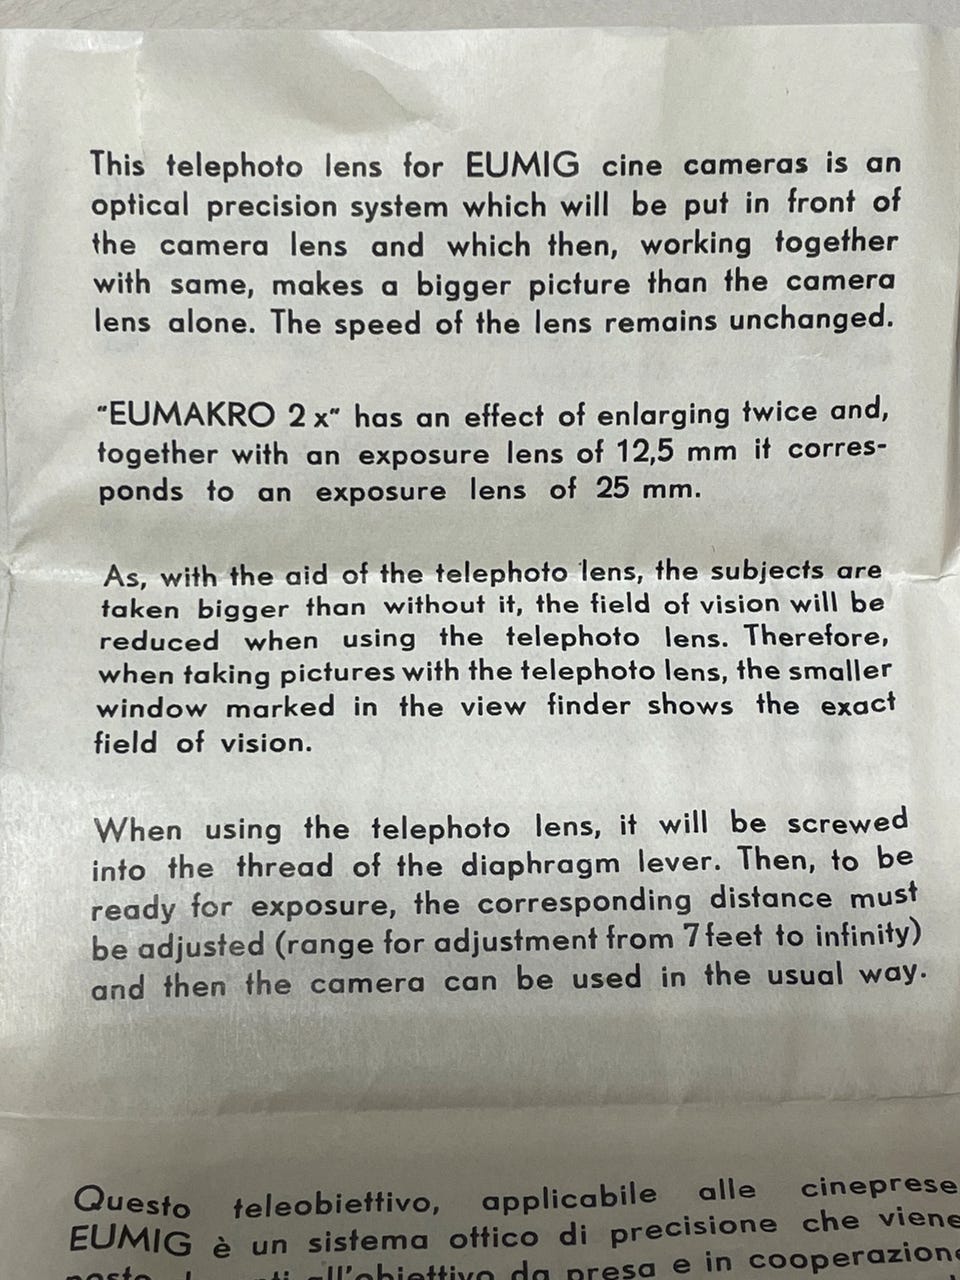 This telephoto lens for EUMIG cine cameras is an
optical precision system which will be put in front of
the camera lens and which then, working together
with same, makes a bigger picture than the camera
lens alone. The speed of the lens remains unchanged.
"EUMAKRO 2 x" has an effect of enlarging twice and,
together with an exposure lens of 12,5 mm it corres-
ponds to an exposure lens of 25 mm.
As, with the aid of the telephoto lens, the subjects are
taken bigger than without it, the field of vision will be
reduced when using the telephoto lens. Therefore,
when taking pictures with the telephoto lens, the smaller
window marked in the view finder shows the exact
field of vision.
When using the telephoto lens, it will be screwed
into the thread of the diaphragm lever. Then, to be
ready for exposure, the corresponding distance must
be adjusted (range for adjustment from 7 feet to infinity)
and then the camera can be used in the usual way.
Questo teleobiettivo, applicabile alle cineprese
EUMIG è un sistema ottico di precisione che viene
all'obiettivo da presa e in cooperazione